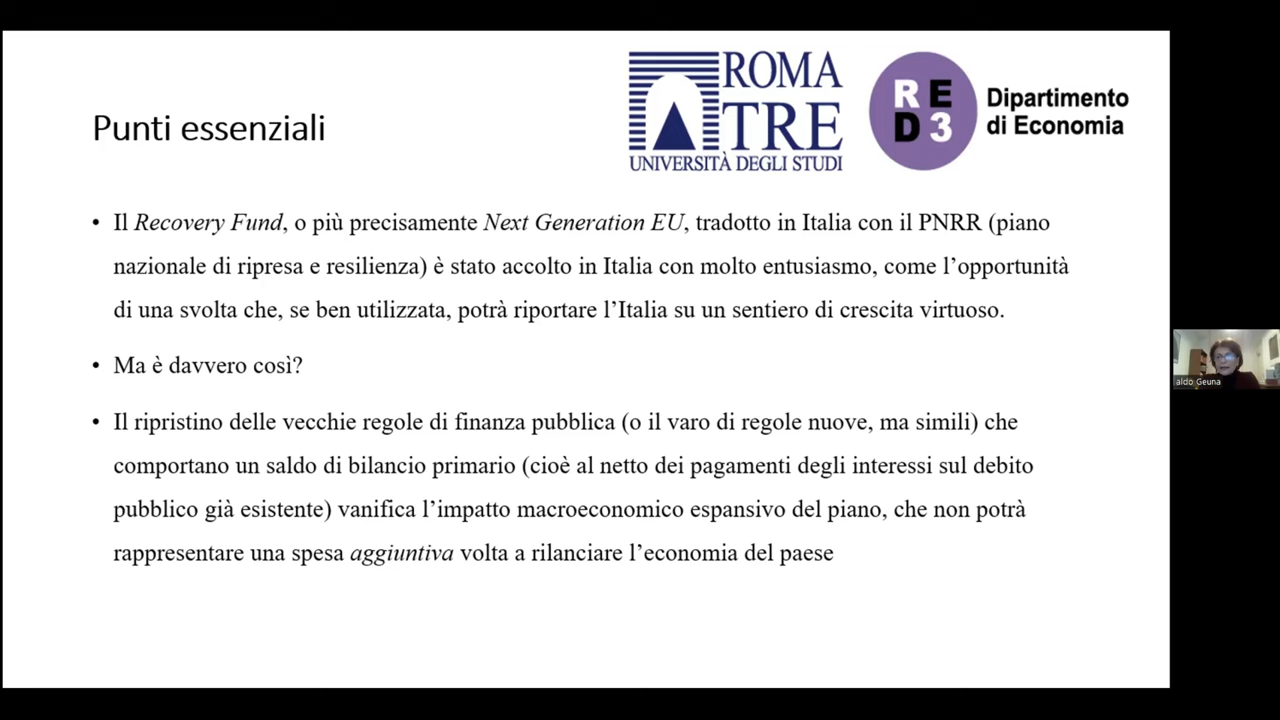 ROMA
TRE
UNIVERSITÀ DEGLI STUDI
R E
D 3
Dipartimento
di Economia
Punti essenziali
• Il Recovery Fund, o più precisamente Next Generation EU, tradotto in Italia con il PNRR (piano
nazionale di ripresa e resilienza) è stato accolto in Italia con molto entusiasmo, come l’opportunità
di una svolta che, se ben utilizzata, potrà riportare l’Italia su un sentiero di crescita virtuoso.
• Ma è davvero così?
• Il ripristino delle vecchie regole di finanza pubblica (o il varo di regole nuove, ma simili) che
comportano un saldo di bilancio primario (cioè al netto dei pagamenti degli interessi sul debito
pubblico già esistente) vanifica l’impatto macroeconomico espansivo del piano, che non potrà
rappresentare una spesa aggiuntiva volta a rilanciare l’economia del paese
aldo Geuna